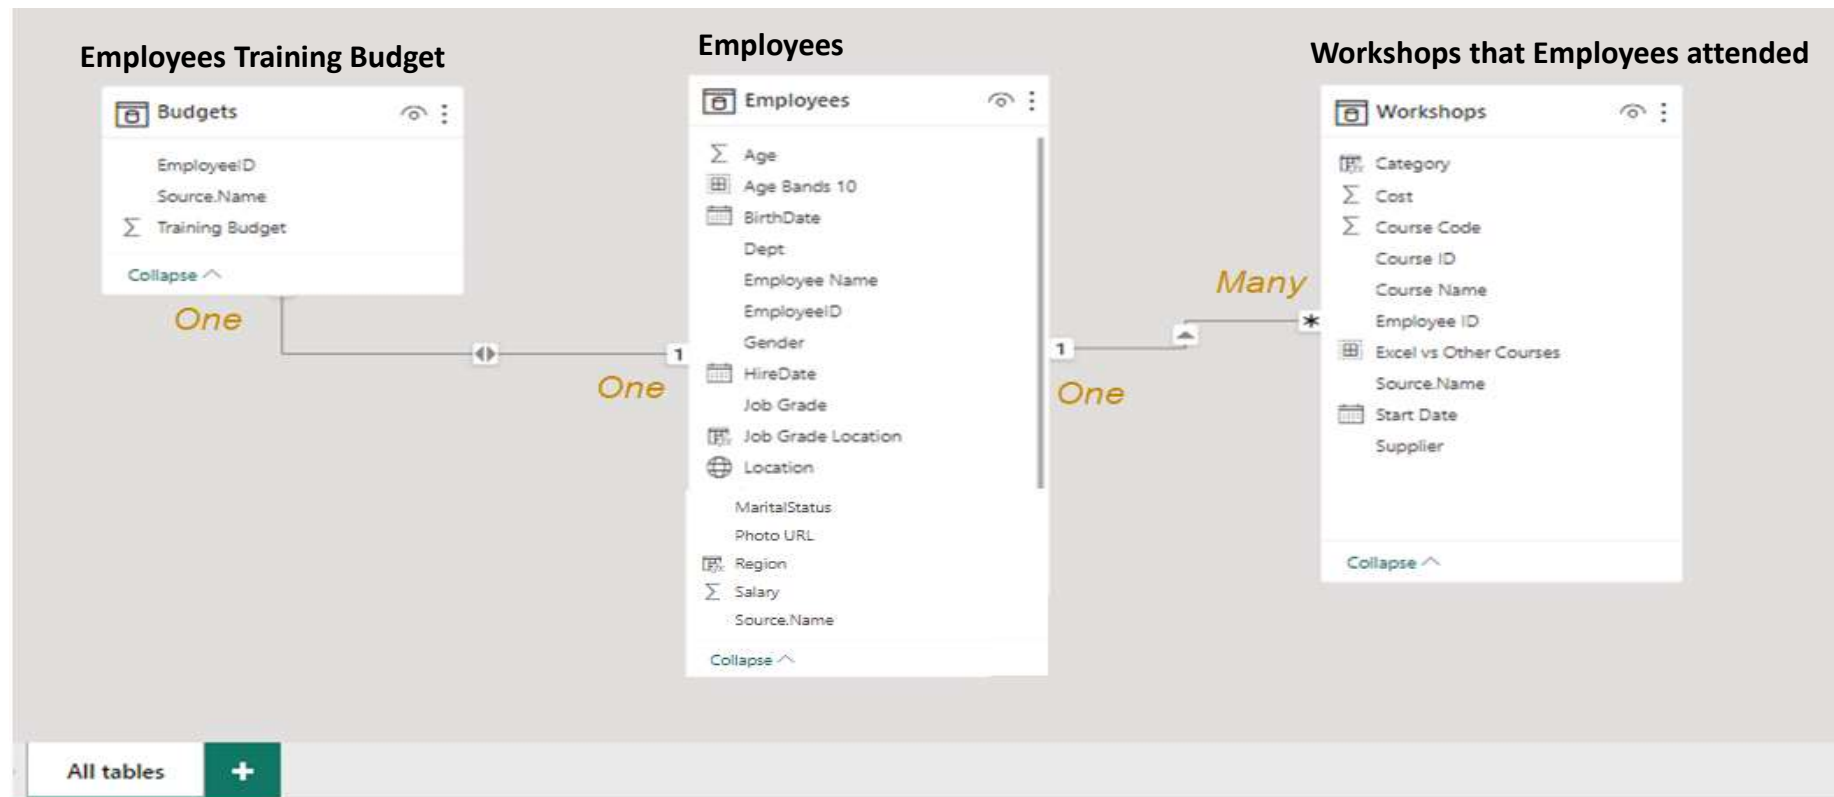 Employees Training Budget
Budgets
EmployeeID
Source.Name
Training Budget
Collapse
One
One
Employees
Employees
Age
Age Bands 10
BirthDate
Dept
Employee Name
EmployeeID
Gender
HireDate
Job Grade
Job Grade Location
Location
MaritalStatus
Photo URL
Region
Salary
Source.Name
Collapse
1
1
One
Many
*
Workshops that Employees attended
Workshops
Category
Cost
Course Code
Course ID
Course Name
Employee ID
Excel vs Other Courses
Source.Name
Start Date
Supplier
Collapse
All tables
+